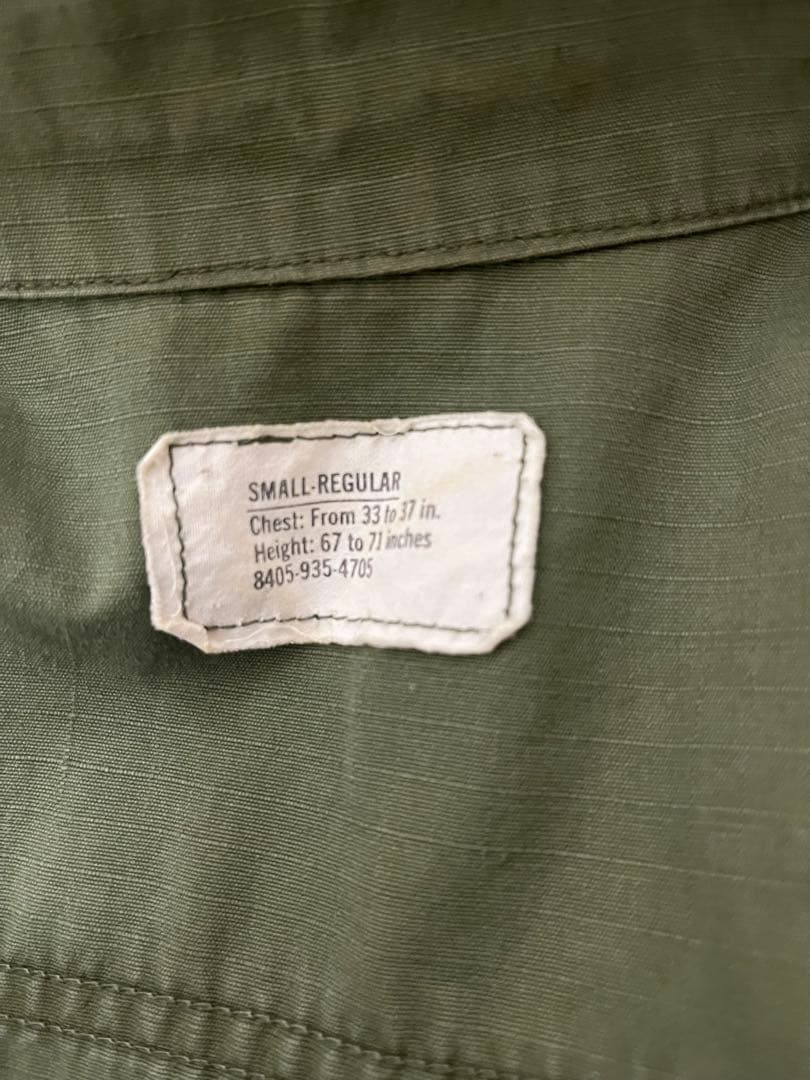 SMALL-REGULAR
Chest: From 33 to 37 in.
Height: 67 to 71 inches
8405-935-4705